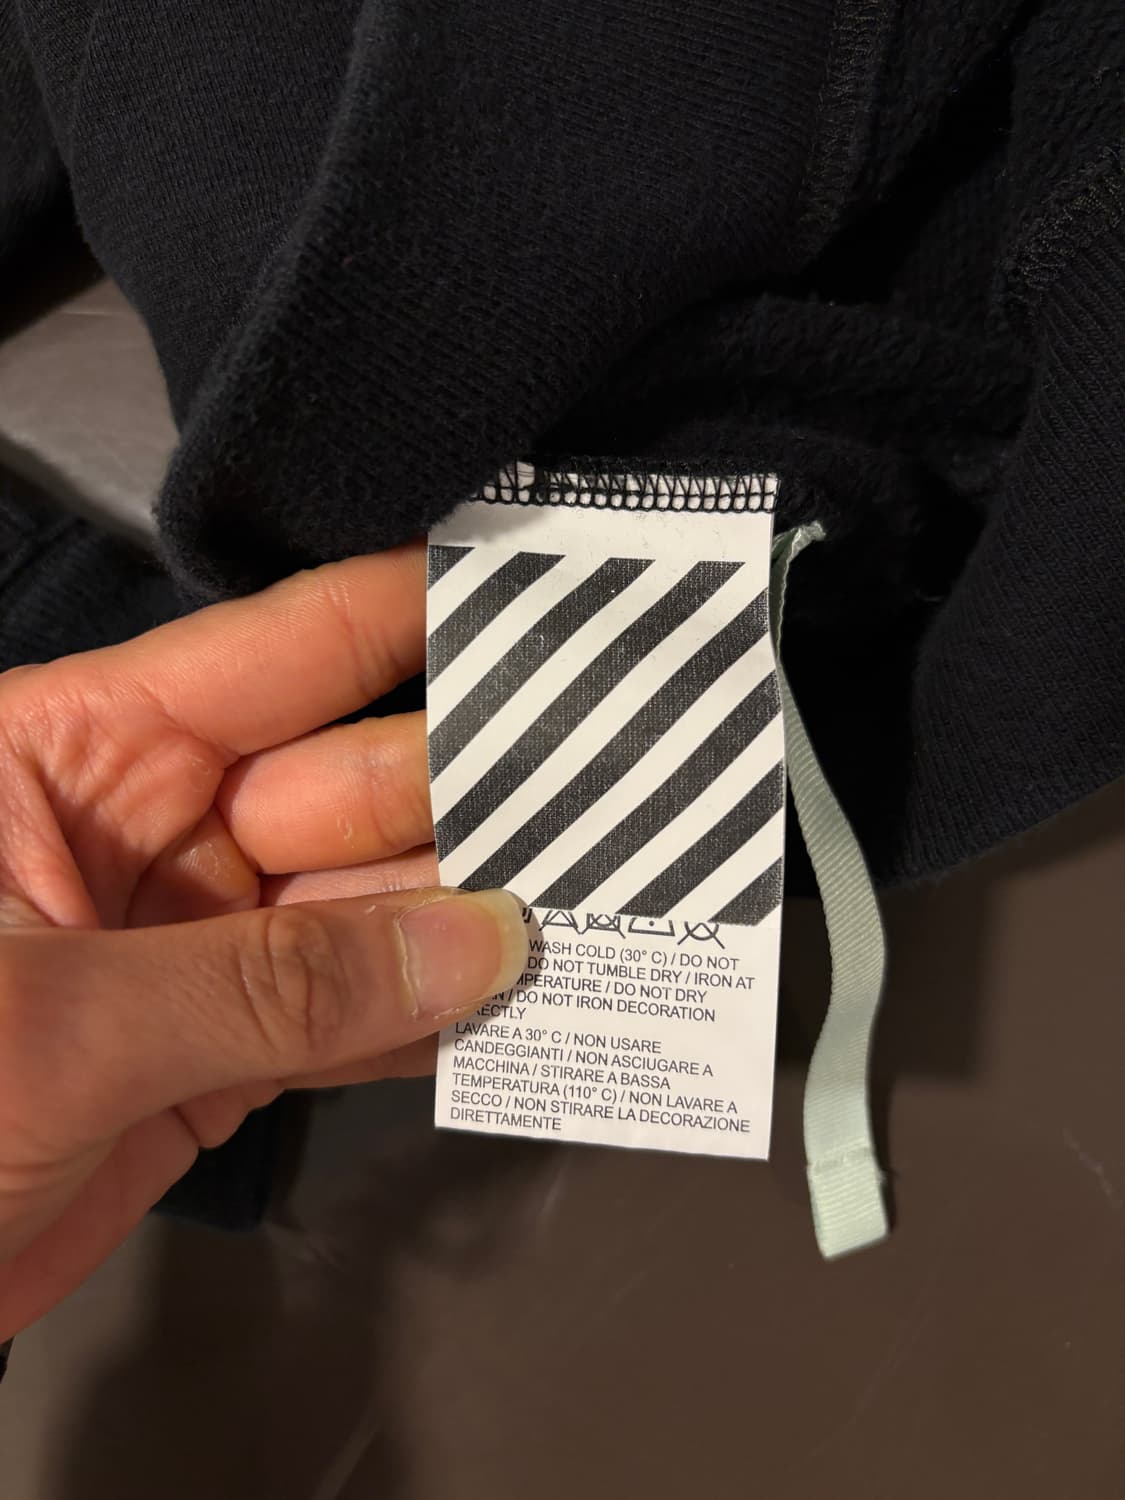 WASH COLD (30° C) / DO NOT
DO NOT TUMBLE DRY / IRON AT
/ DO NOT DRY
/ DO NOT IRON DECORATION
LAVARE A 30° C / NON USARE
CANDEGGIANTI / NON ASCIUGARE A
MACCHINA / STIRARE A BASSA
TEMPERATURA (110° C) / NON LAVARE A
SECCO / NON STIRARE LA DECORAZIONE
DIRETTAMENTE